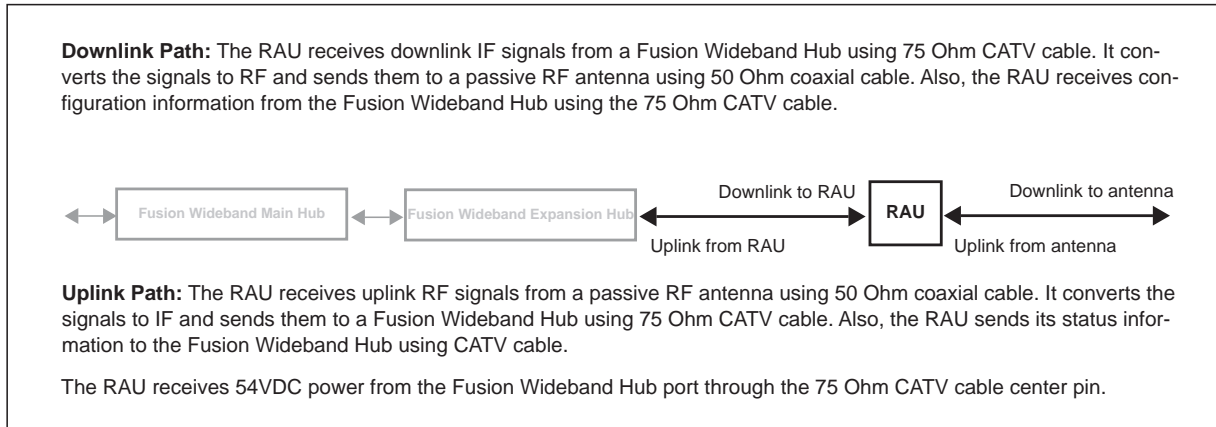 Downlink Path: The RAU receives downlink IF signals from a Fusion Wideband Hub using 75 Ohm CATV cable. It con-
verts the signals to RF and sends them to a passive RF antenna using 50 Ohm coaxial cable. Also, the RAU receives con-
figuration information from the Fusion Wideband Hub using the 75 Ohm CATV cable.
Downlink to RAU
Downlink to antenna
Fusion Wideband Main Hub
Fusion Wideband Expansion Hub
RAU
Uplink from RAU
Uplink from antenna
Uplink Path: The RAU receives uplink RF signals from a passive RF antenna using 50 Ohm coaxial cable. It converts the
signals to IF and sends them to a Fusion Wideband Hub using 75 Ohm CATV cable. Also, the RAU sends its status infor-
mation to the Fusion Wideband Hub using CATV cable.
The RAU receives 54VDC power from the Fusion Wideband Hub port through the 75 Ohm CATV cable center pin.